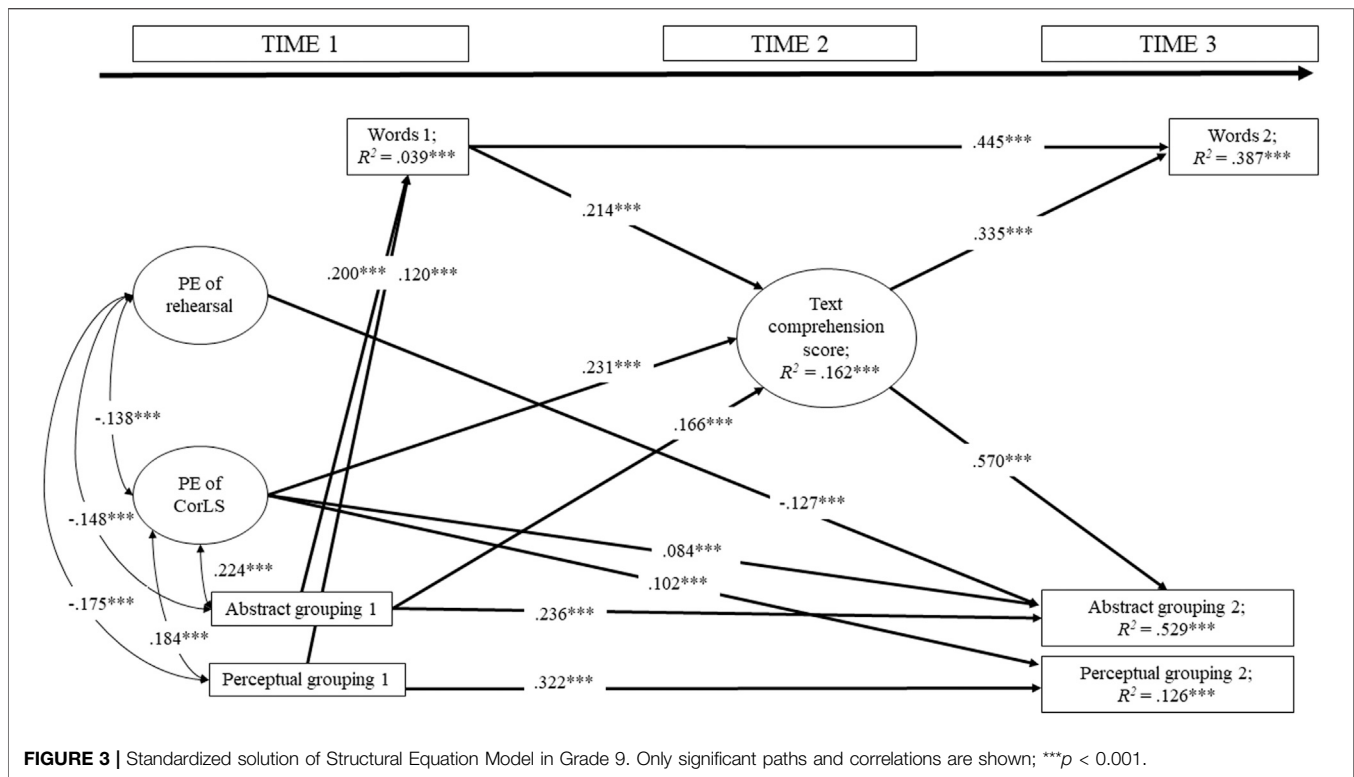 TIME 1
TIME 2
TIME 3
Words 1;
R² = .039***
.445***
Words 2;
R² = .387***
.214***
.335***
.200***
.120***
PE of
rehearsal
Text
comprehension
score;
R² = .162***
.231***
-.138***
.166***
.570***
PE of
CorLS
-.127***
-.148***
.084***
.224***
.102***
-.175***
Abstract grouping 1
.236***
Abstract grouping 2;
R² = .529***
.184***
Perceptual grouping 1
.322***
Perceptual grouping 2;
R² = .126***
FIGURE 3 | Standardized solution of Structural Equation Model in Grade 9. Only significant paths and correlations are shown; ***p < 0.001.